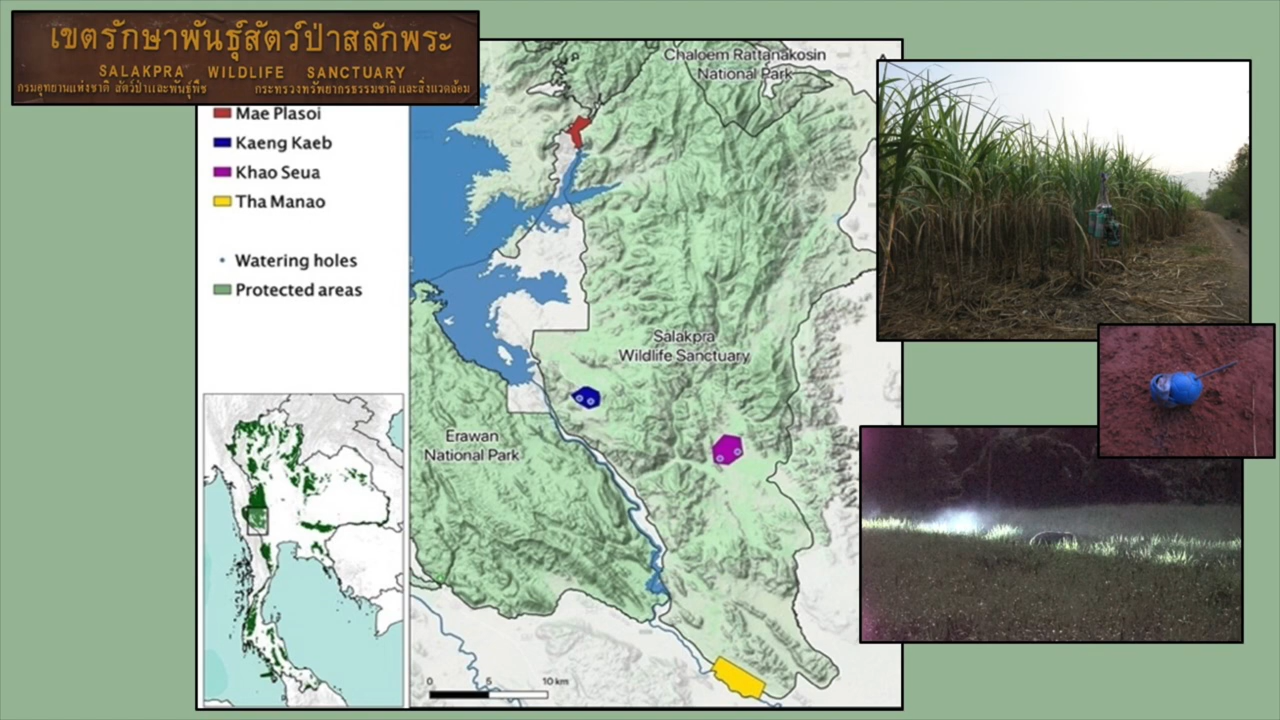 เขตรักษาพันธุ์สัตว์ป่าสลักพระ
SALAKPRA WILDLIFE SANCTUARY
กรมอุทยานแห่งชาติ สัตว์ป่าและพันธุ์พืช กระทรวงทรัพยากรธรรมชาติและสิ่งแวดล้อม
Mae Plasoi
Kaeng Kaeb
Khao Seua
Tha Manao
Watering holes
Protected areas
Chaloem Rattanakosin
National Park
Salakpra
Wildlife Sanctuary
Erawan
National Park
0 5 10 km